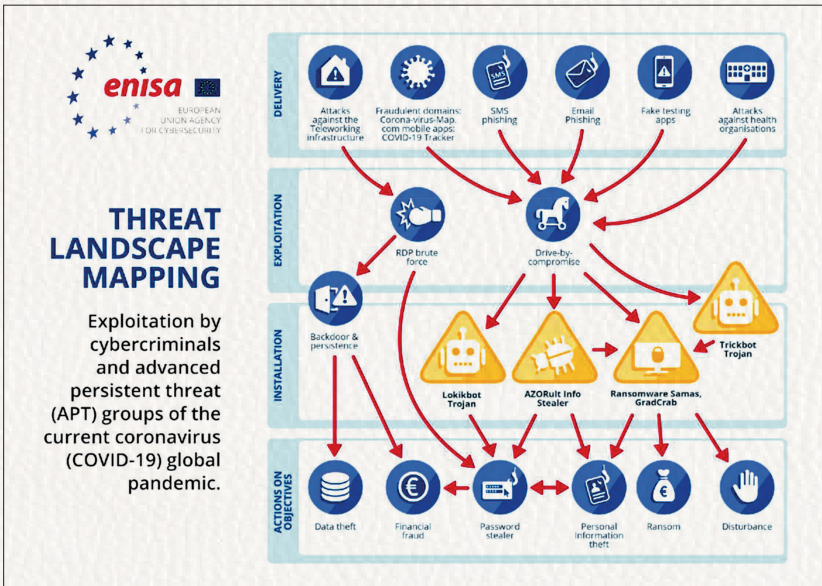 enisa
EUROPEAN
UNION AGENCY
FOR CYBERSECURITY
THREAT
LANDSCAPE
MAPPING
Exploitation by
cybercriminals
and advanced
persistent threat
(APT) groups of the
current coronavirus
(COVID-19) global
pandemic.
DELIVERY
Attacks
against the
Teleworking
infrastructure
Fraudulent domains:
Corona-virus-Map.
com mobile apps:
COVID-19 Tracker
SMS
SMS
phishing
Email
Phishing
Fake testing
apps
Attacks
against health
organisations
EXPLOITATION
RDP brute
force
Drive-by-
compromise
INSTALLATION
Backdoor &
persistence
Lokikbot
Trojan
AZORult Info
Stealer
Ransomware Samas,
GradCrab
Trickbot
Trojan
ACTIONS ON
OBJECTIVES
Data theft
€
Financial
fraud
Password
stealer
Personal
Information
theft
€
Ransom
Disturbance